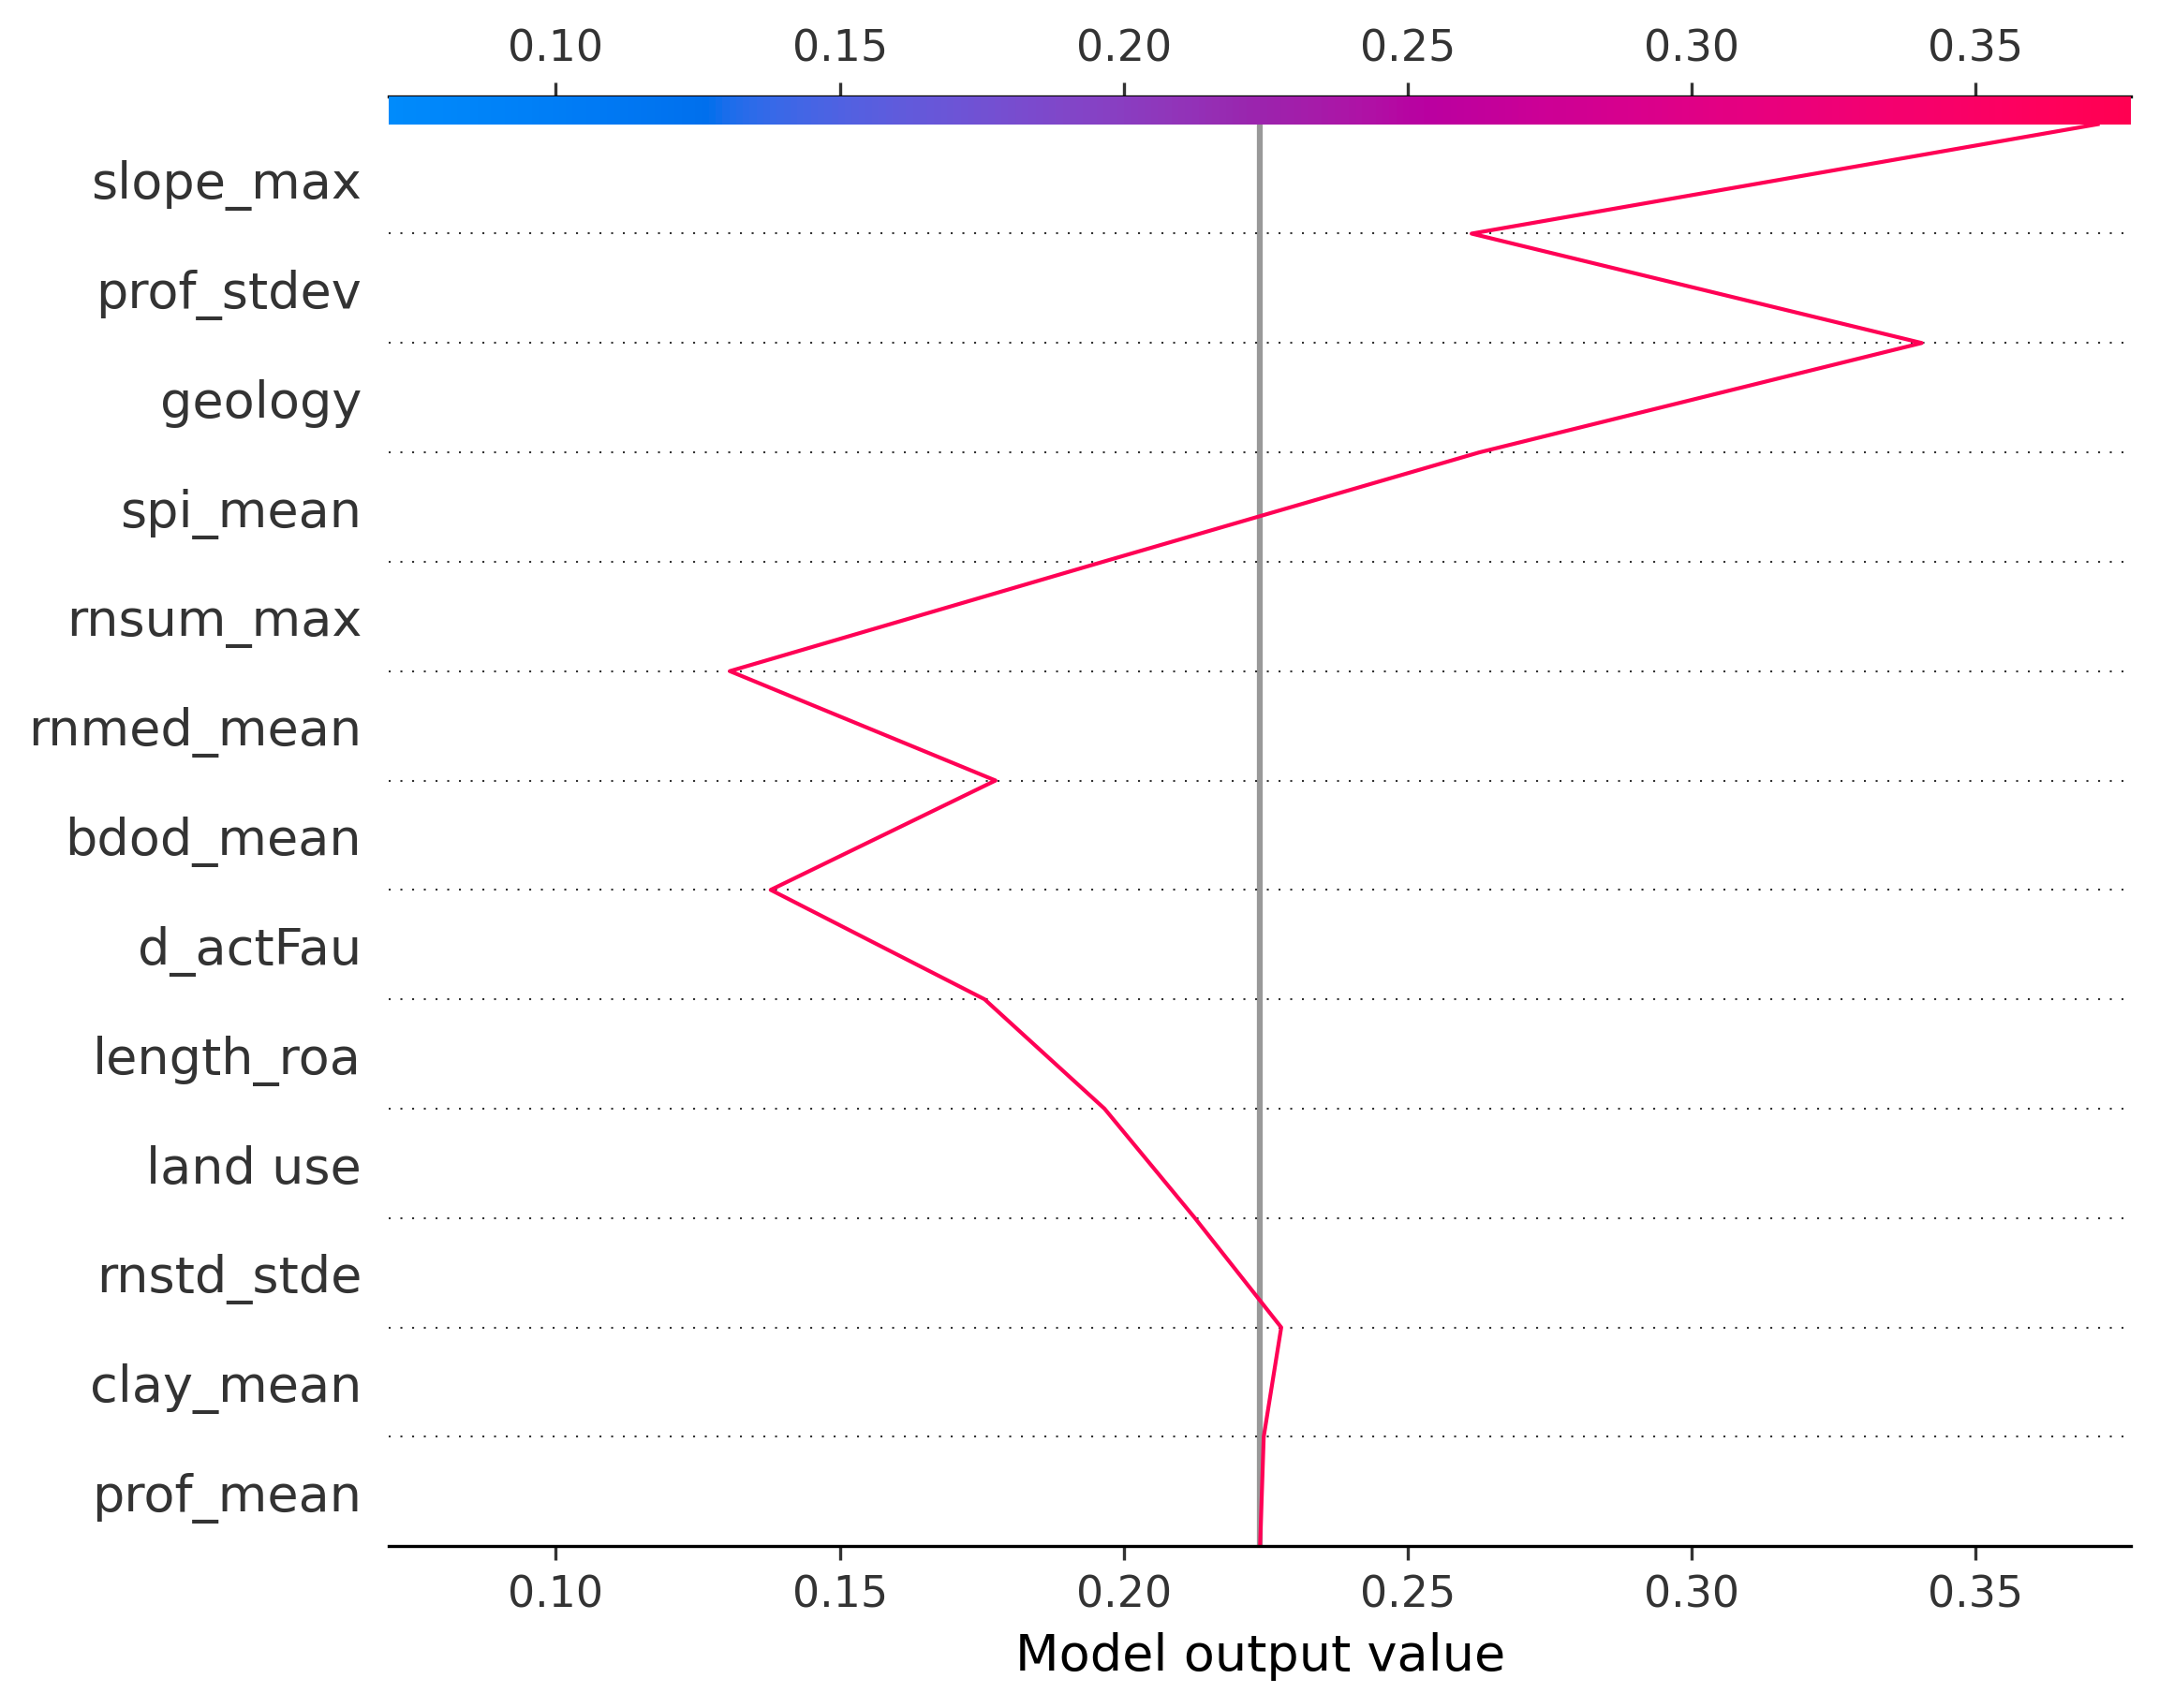 0.10 0.15 0.20 0.25 0.30 0.35
slope_max
prof_stdev
geology
spi_mean
rnsum_max
rnmed_mean
bdod_mean
d_actFau
length_roa
land use
rnstd_stde
clay_mean
prof_mean
0.10 0.15 0.20 0.25 0.30 0.35
Model output value